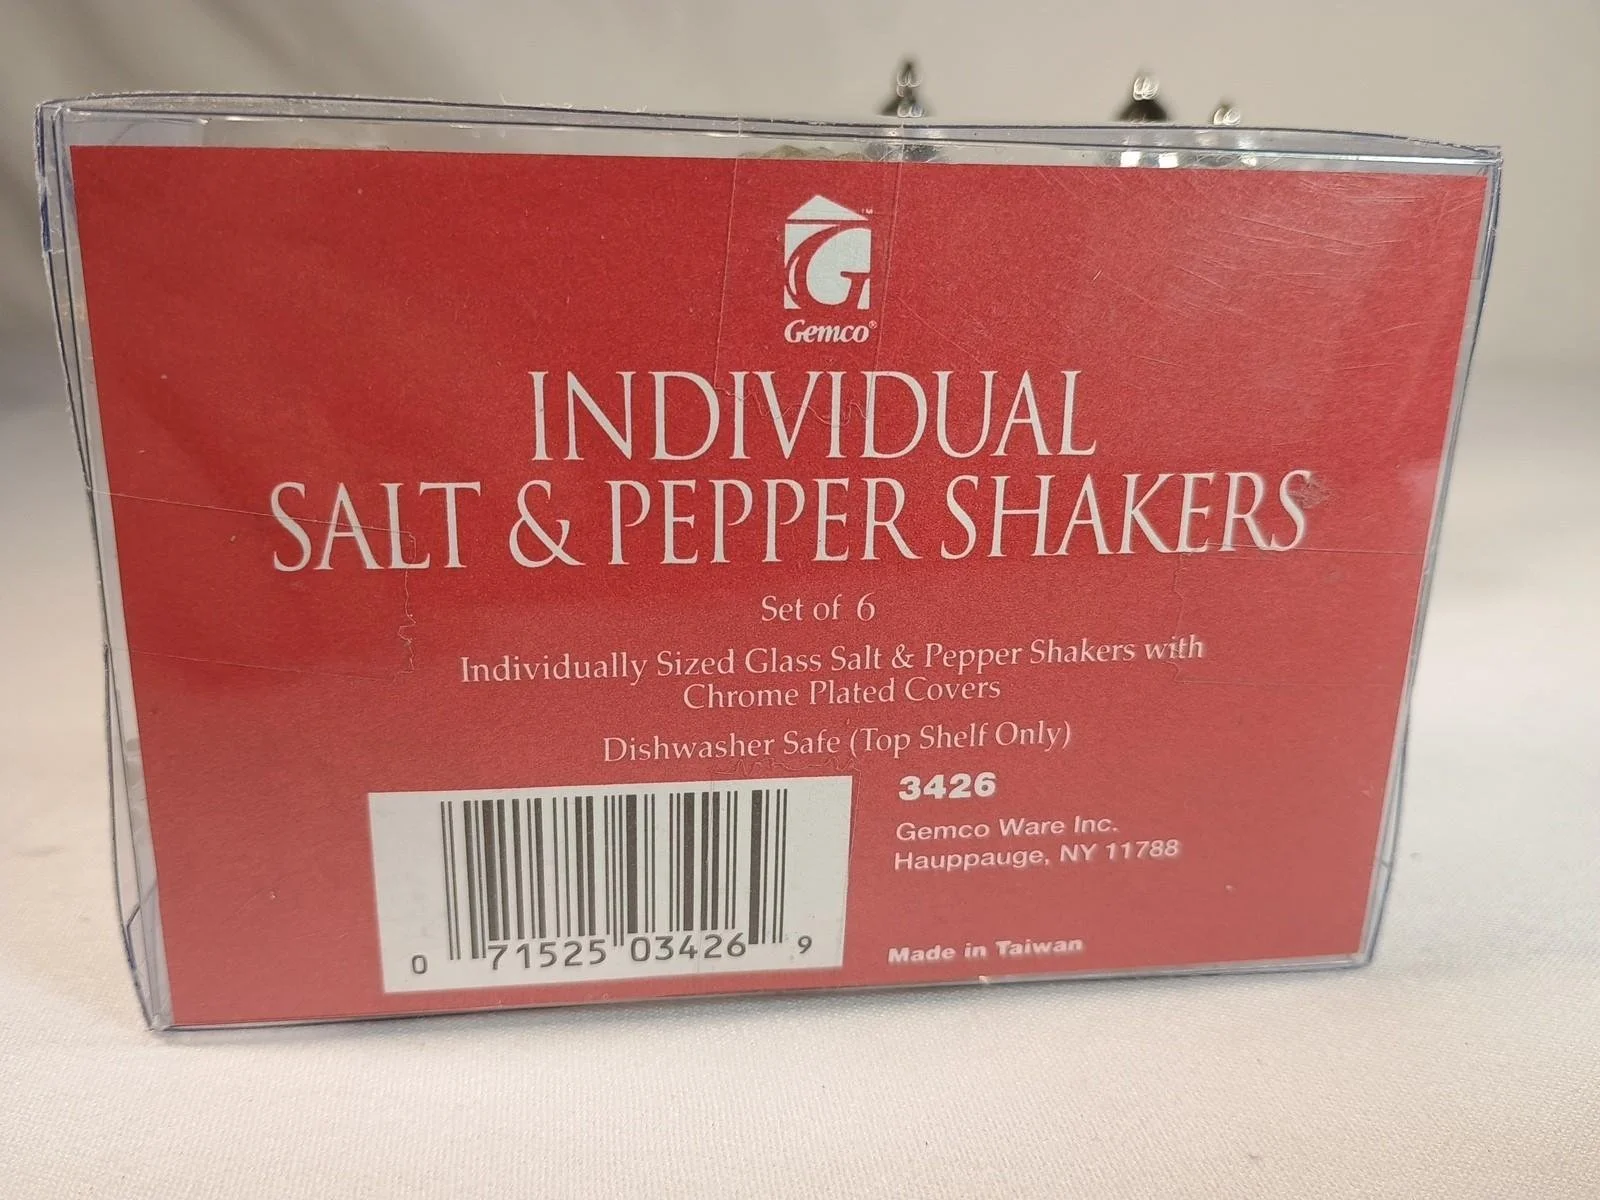 ™
Gemco®
INDIVIDUAL
SALT & PEPPER SHAKERS
Set of 6
Individually Sized Glass Salt & Pepper Shakers with
Chrome Plated Covers
Dishwasher Safe (Top Shelf Only)
3426
Gemco Ware Inc.
Hauppauge, NY 11788
Made in Taiwan
0 71525 03426 9